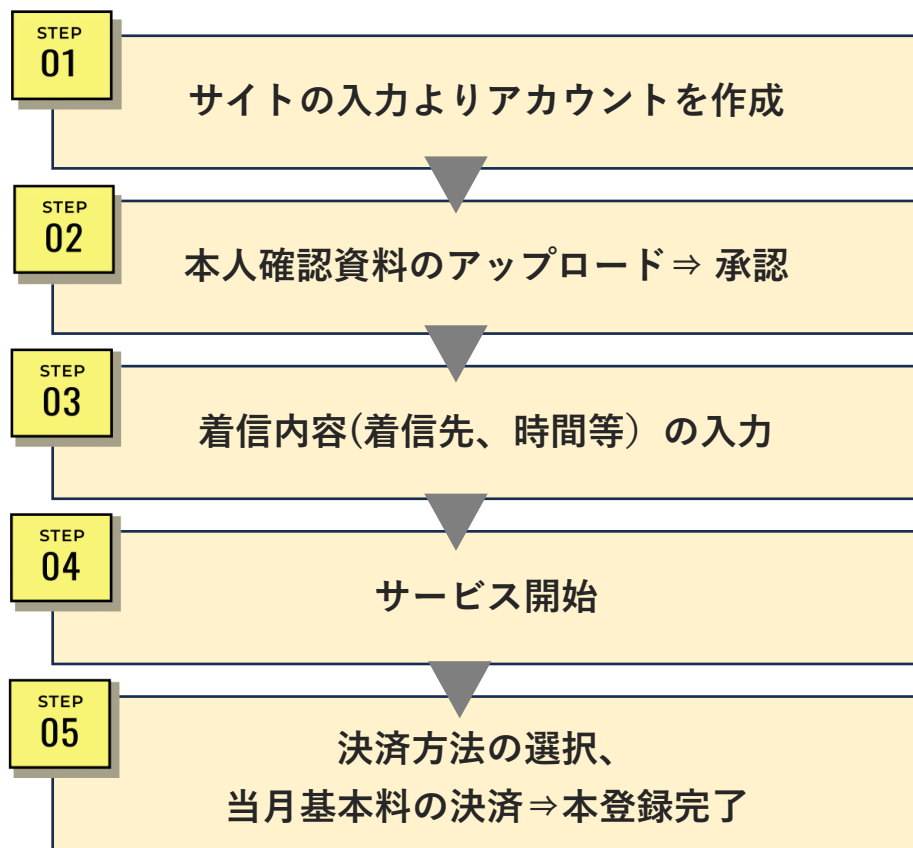 STEP
01
サイトの入力よりアカウントを作成
STEP
02
本人確認資料のアップロード⇒ 承認
STEP
03
着信内容(着信先、時間等）の入力
STEP
04
サービス開始
STEP
05
決済方法の選択、
当月基本料の決済⇒本登録完了